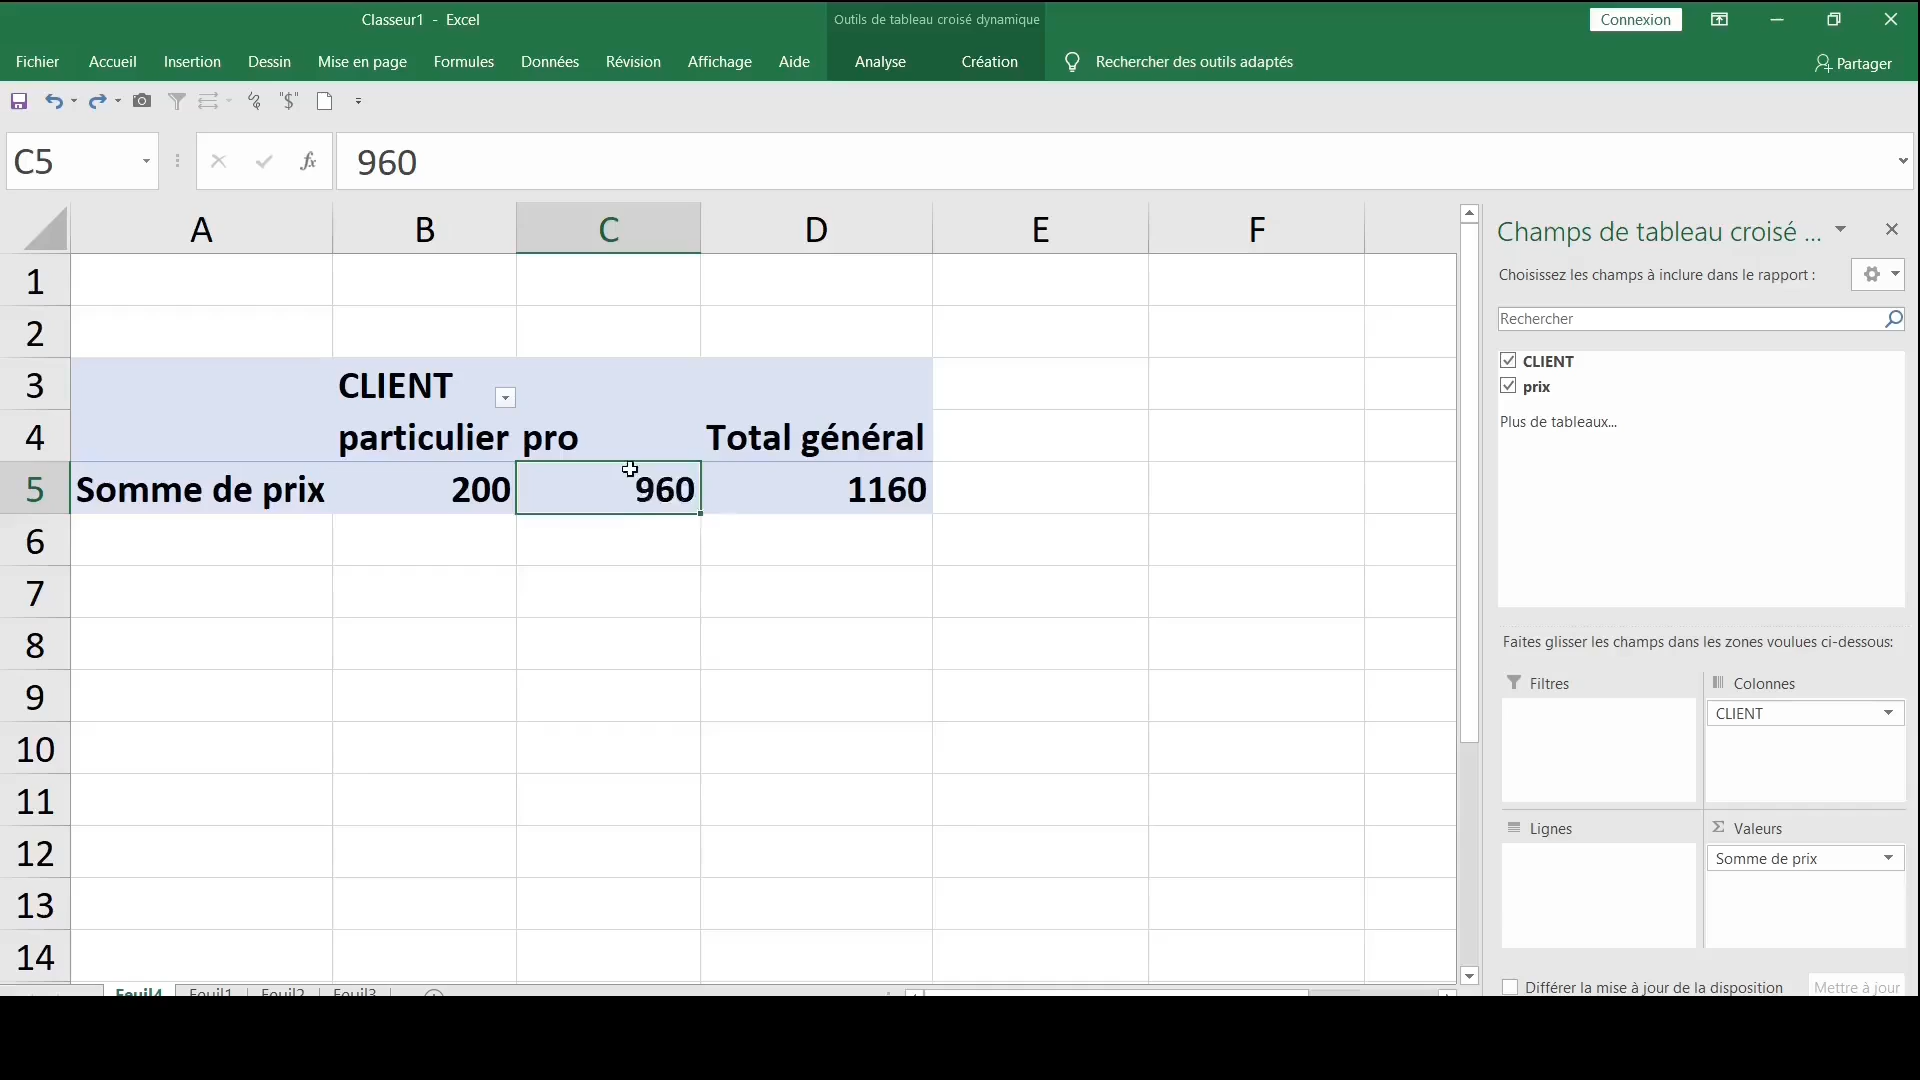 Classeur1 - Excel
Outils de tableau croisé dynamique
Connexion
Fichier Accueil Insertion Dessin Mise en page Formules Données Révision Affichage Aide Analyse Création Rechercher des outils adaptés Partager
"$"
C5 fx 960
A B C D E F
1
2
3 CLIENT
4 particulier pro Total général
5 Somme de prix 200 960 1160
6
7
8
9
10
11
12
13
14
Feuil4 Feuil1 Feuil2 Feuil3
Champs de tableau croisé ...
Choisissez les champs à inclure dans le rapport :
Rechercher
CLIENT
prix
Plus de tableaux...
Faites glisser les champs dans les zones voulues ci-dessous:
Filtres Colonnes
CLIENT
Lignes Σ Valeurs
Somme de prix
Différer la mise à jour de la disposition Mettre à jour